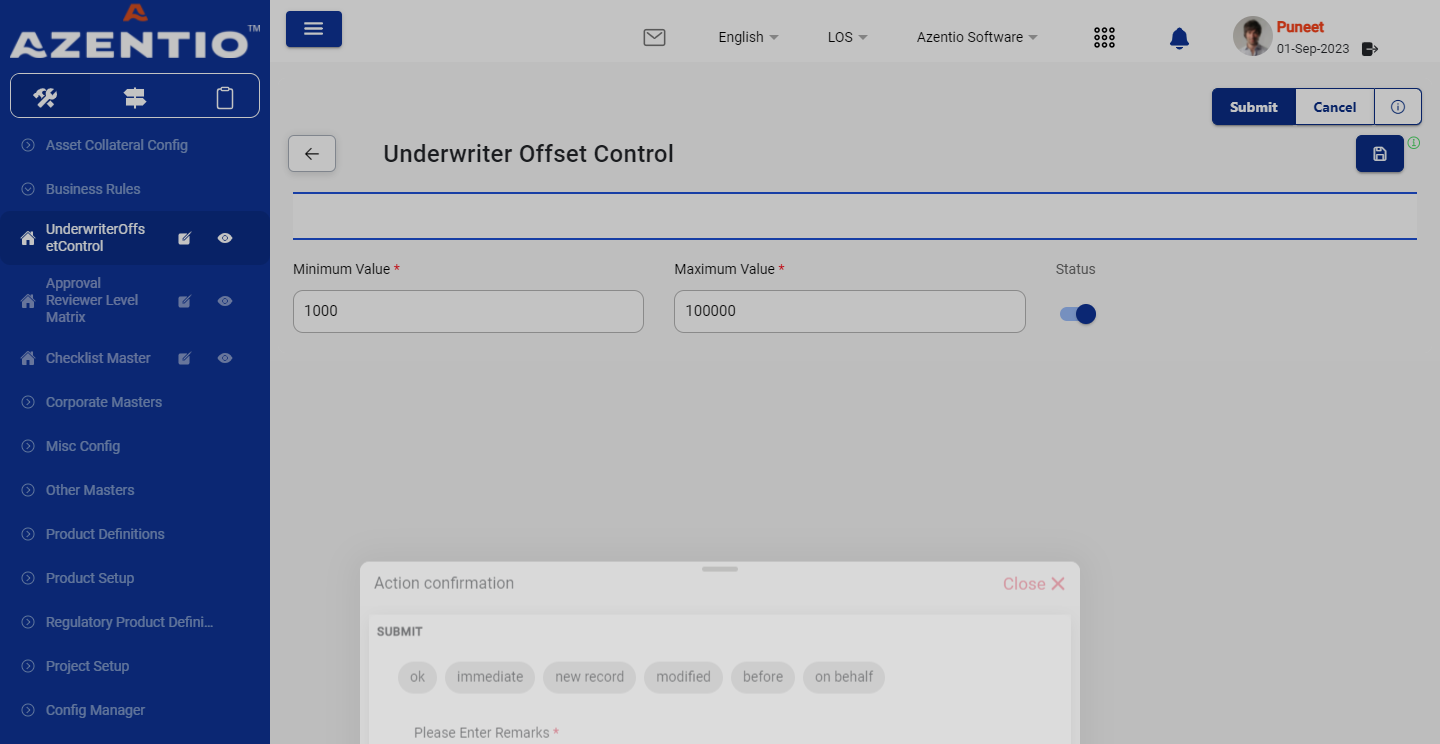 AZENTIO™
English
LOS
Azentio Software
Puneet
01-Sep-2023
Asset Collateral Config
Business Rules
UnderwriterOffs
etControl
Approval
Reviewer Level
Matrix
Checklist Master
Corporate Masters
Misc Config
Other Masters
Product Definitions
Product Setup
Regulatory Product Defini...
Project Setup
Config Manager
Submit
Cancel
Underwriter Offset Control
Minimum Value *
Maximum Value *
Status
1000
100000
Action confirmation
Close
SUBMIT
ok
immediate
new record
modified
before
on behalf
Please Enter Remarks *